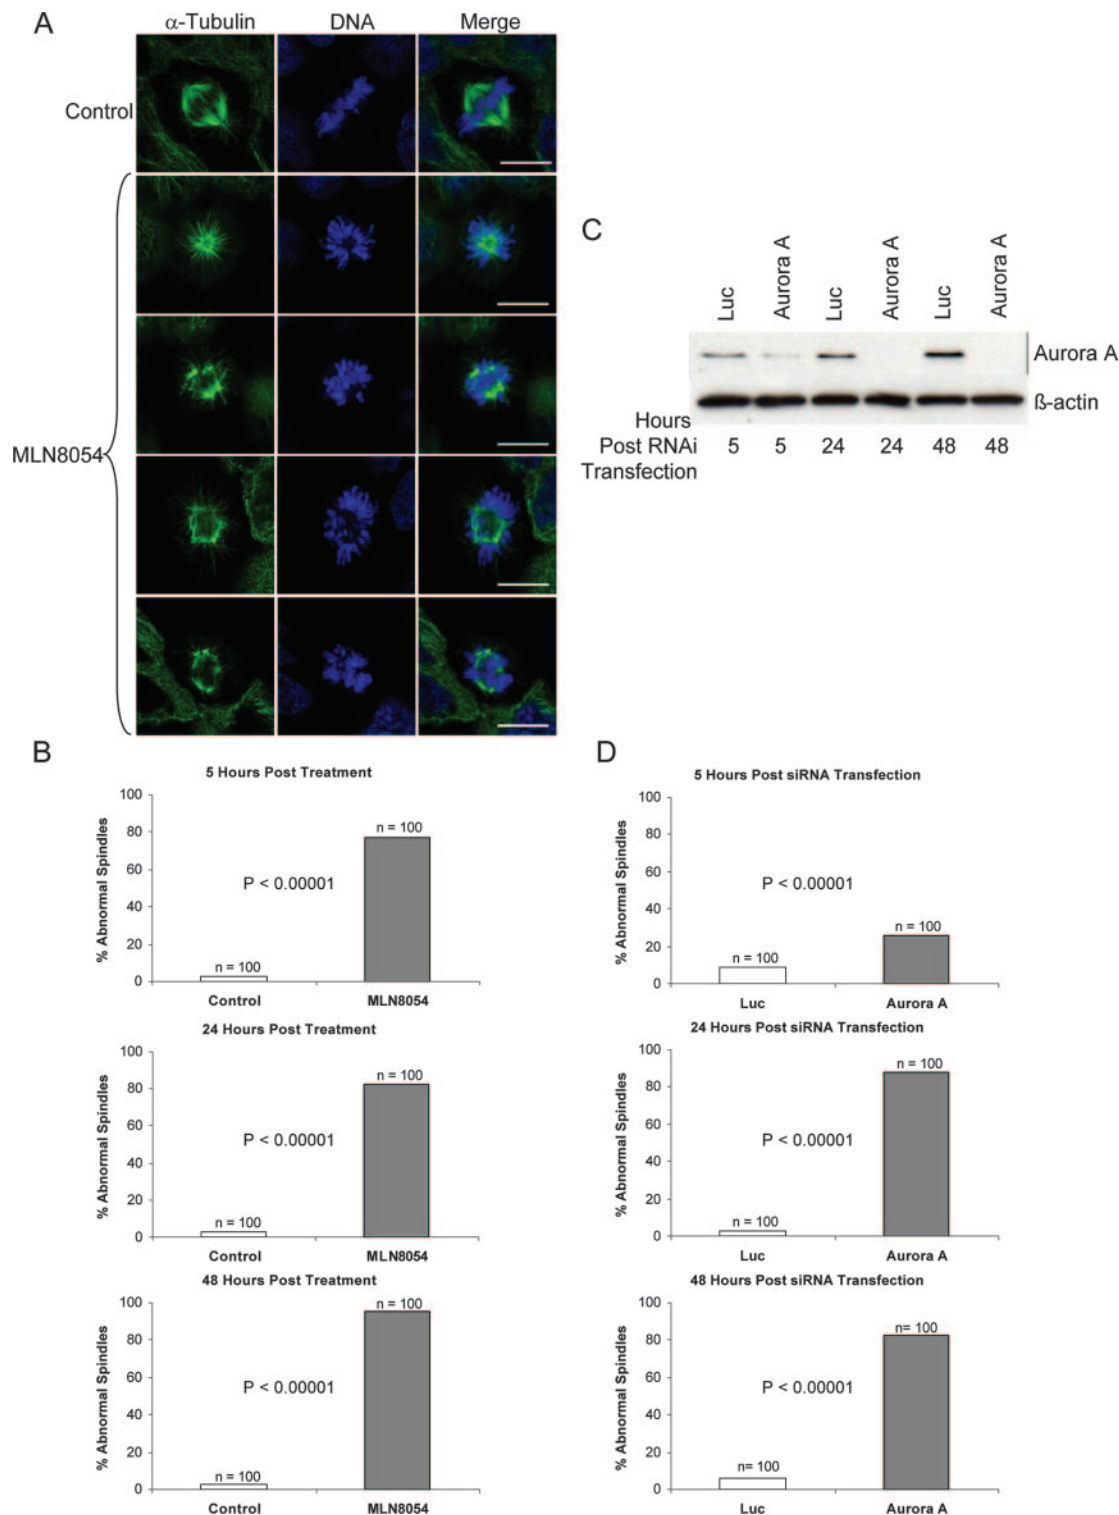 A
α-Tubulin
DNA
Merge
Control
MLN8054
C
Luc
Aurora A
Luc
Aurora A
Luc
Aurora A
Aurora A
ß-actin
Hours
Post RNAi
Transfection
5 5 24 24 48 48
B
5 Hours Post Treatment
% Abnormal Spindles
100
80
60
40
20
0
n = 100
P < 0.00001
n = 100
Control
MLN8054
24 Hours Post Treatment
% Abnormal Spindles
100
80
60
40
20
0
n = 100
P < 0.00001
n = 100
Control
MLN8054
48 Hours Post Treatment
% Abnormal Spindles
100
80
60
40
20
0
n = 100
P < 0.00001
n = 100
Control
MLN8054
D
5 Hours Post siRNA Transfection
% Abnormal Spindles
100
80
60
40
20
0
P < 0.00001
n = 100
n = 100
Luc
Aurora A
24 Hours Post siRNA Transfection
% Abnormal Spindles
100
80
60
40
20
0
n = 100
P < 0.00001
n = 100
Luc
Aurora A
48 Hours Post siRNA Transfection
% Abnormal Spindles
100
80
60
40
20
0
n= 100
P < 0.00001
n= 100
Luc
Aurora A